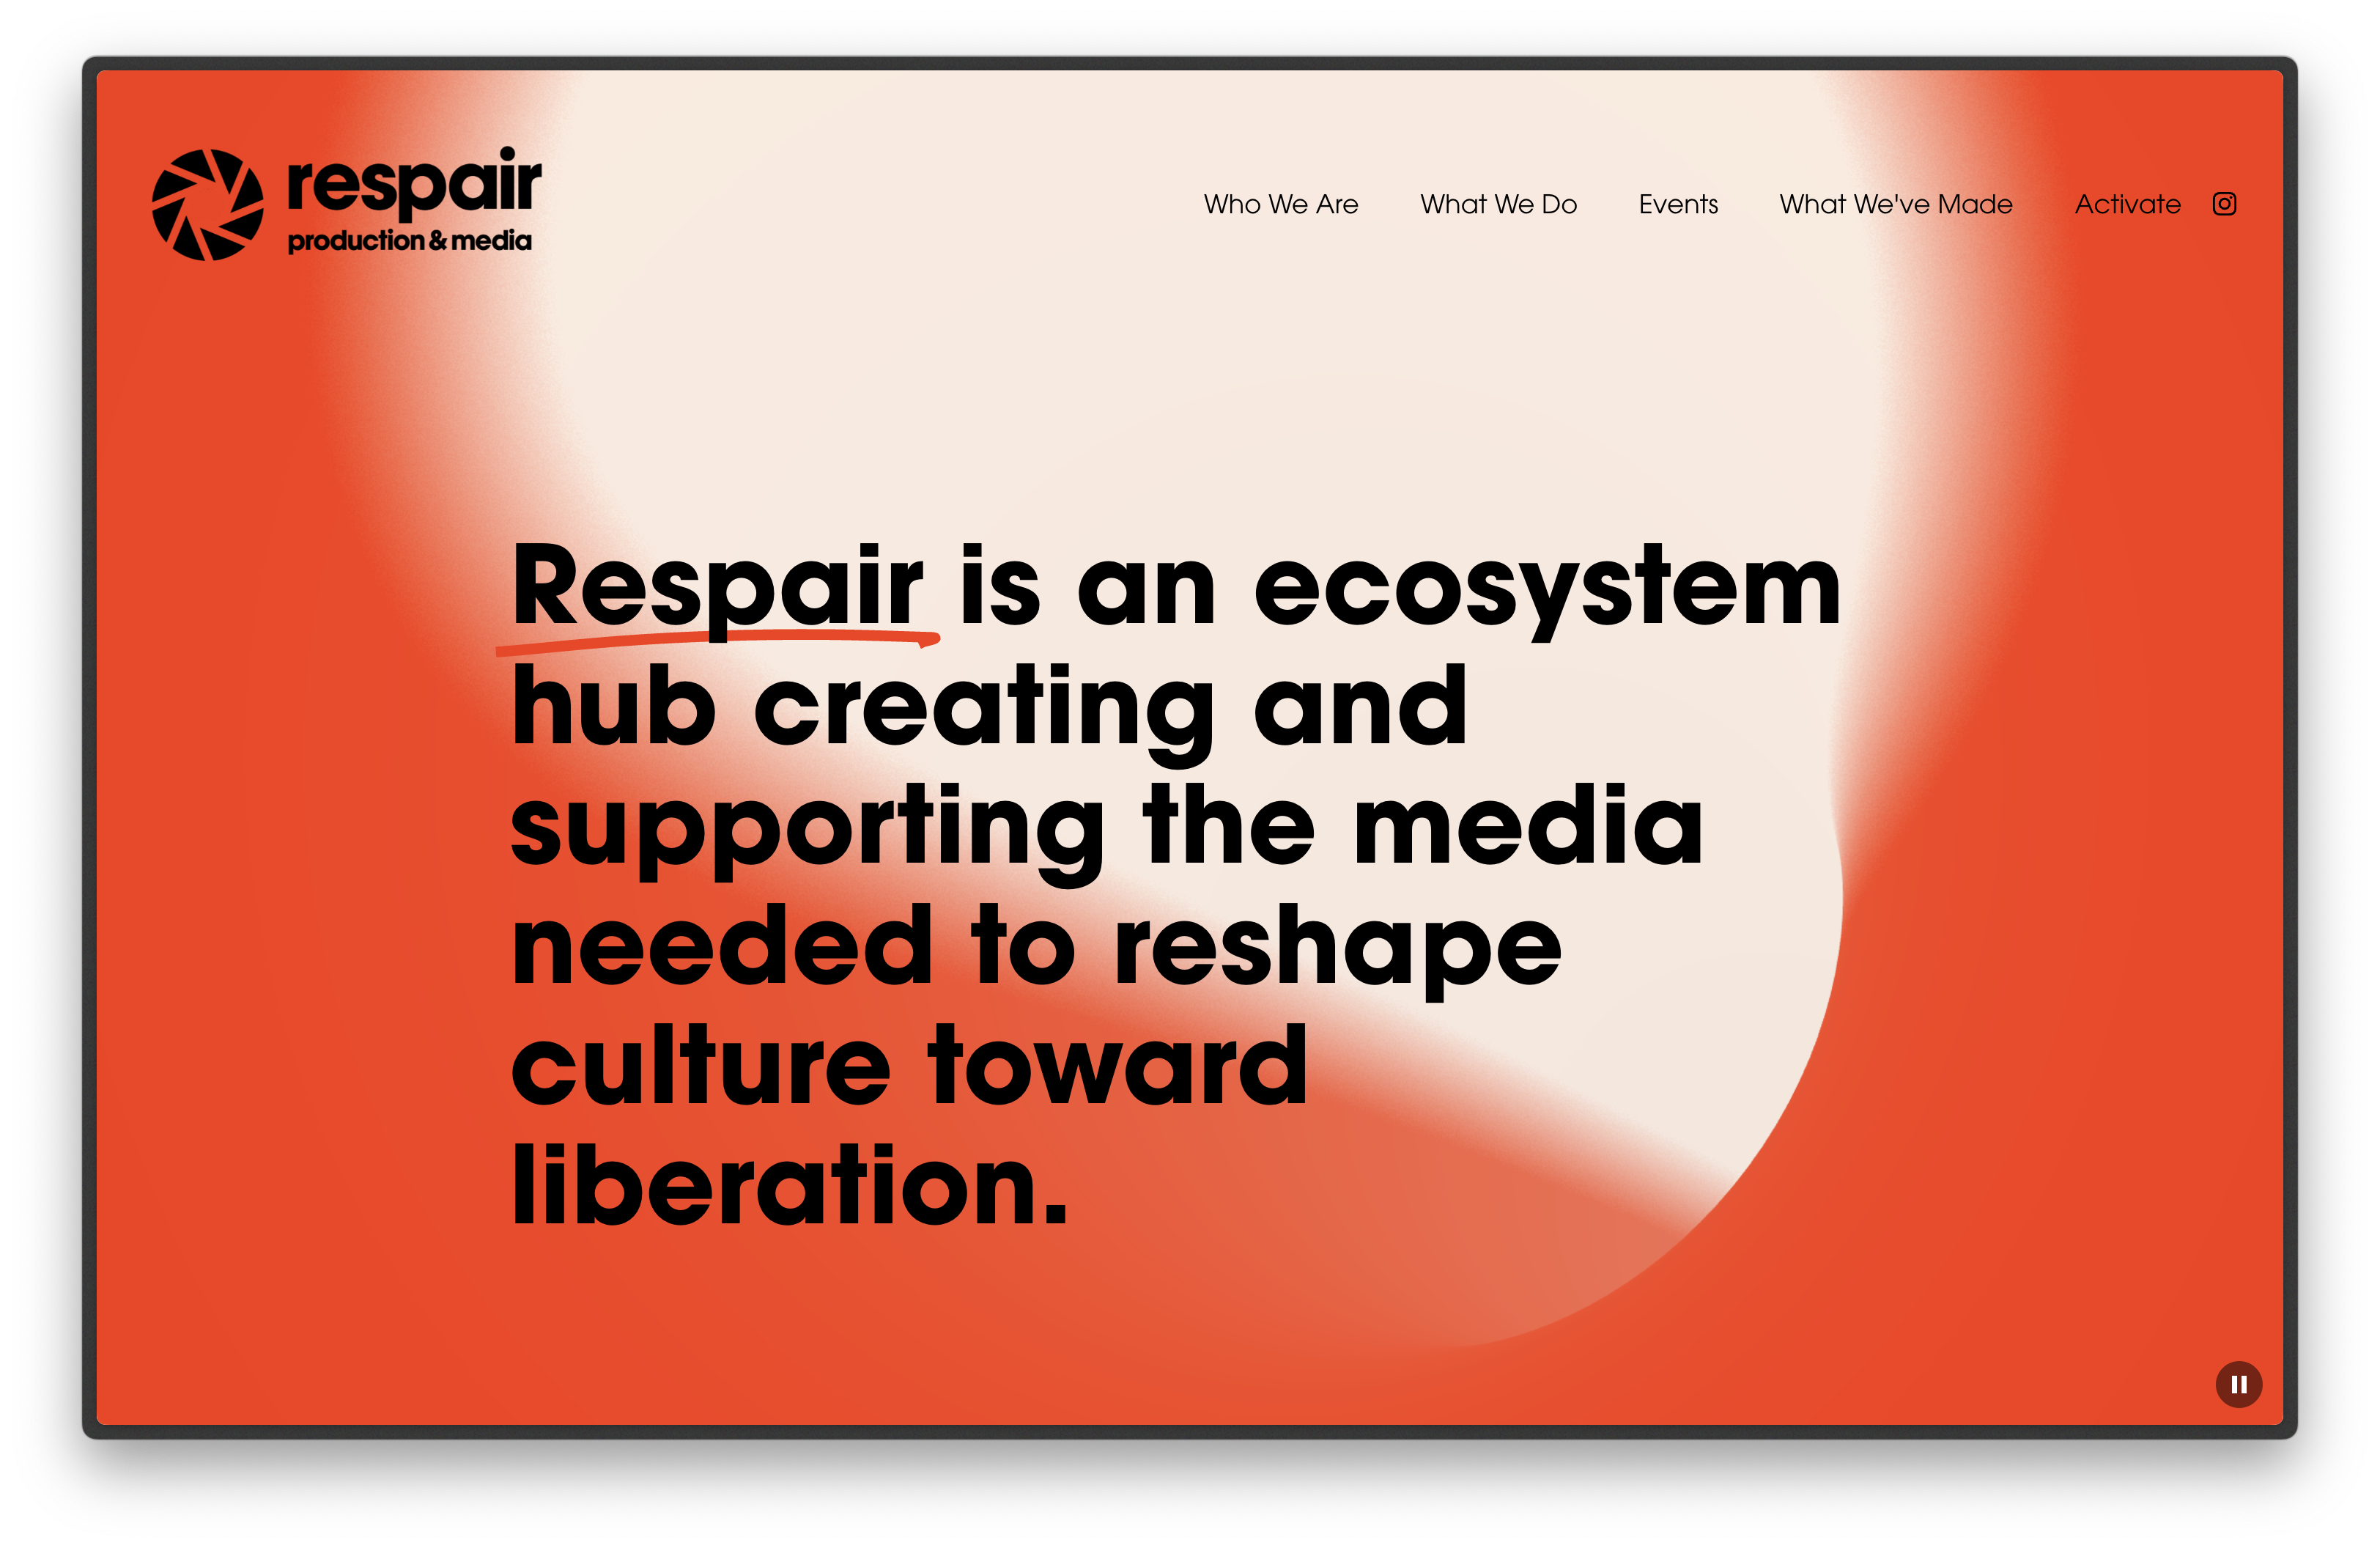 respair
production & media
Who We Are What We Do Events What We've Made Activate
Respair is an ecosystem
hub creating and
supporting the media
needed to reshape
culture toward
liberation.